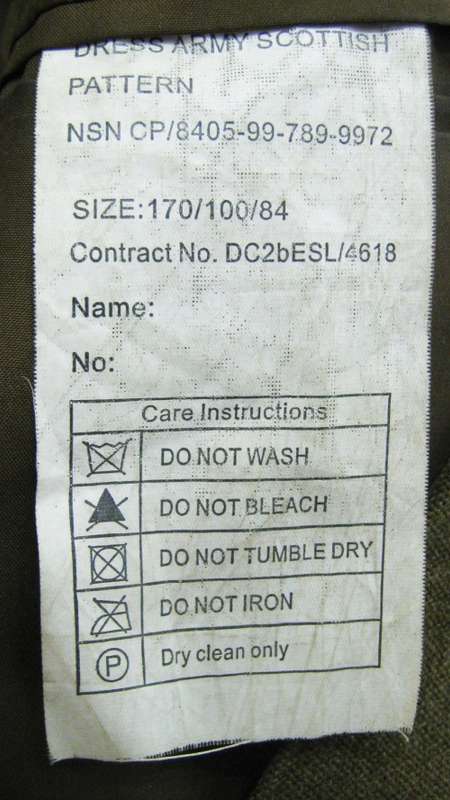 DRESS ARMY SCOTTISH
PATTERN
NSN CP/8405-99-789-9972
SIZE:170/100/84
Contract No. DC2bESL/4618
Name:
No:
Care Instructions
DO NOT WASH
DO NOT BLEACH
DO NOT TUMBLE DRY
DO NOT IRON
P Dry clean only